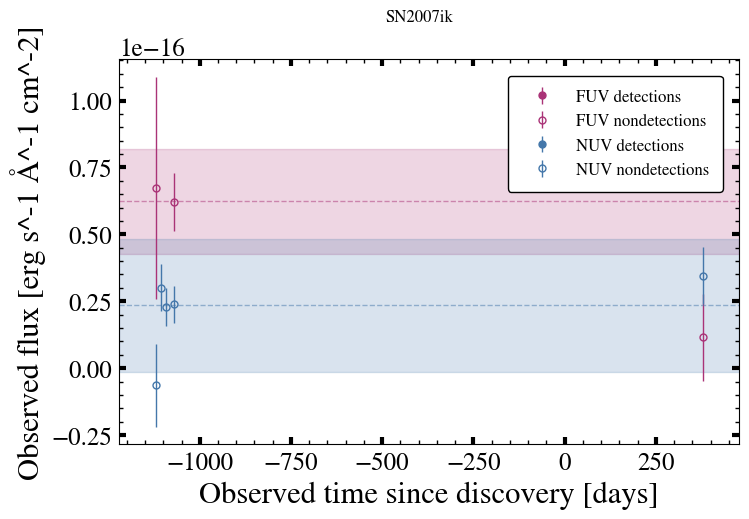 SN2007ik
1e−16
FUV detections
FUV nondetections
NUV detections
NUV nondetections
1.00
0.75
0.50
0.25
0.00
−0.25
Observed flux [erg s^-1 Å^-1 cm^-2]
−1000 −750 −500 −250 0 250
Observed time since discovery [days]